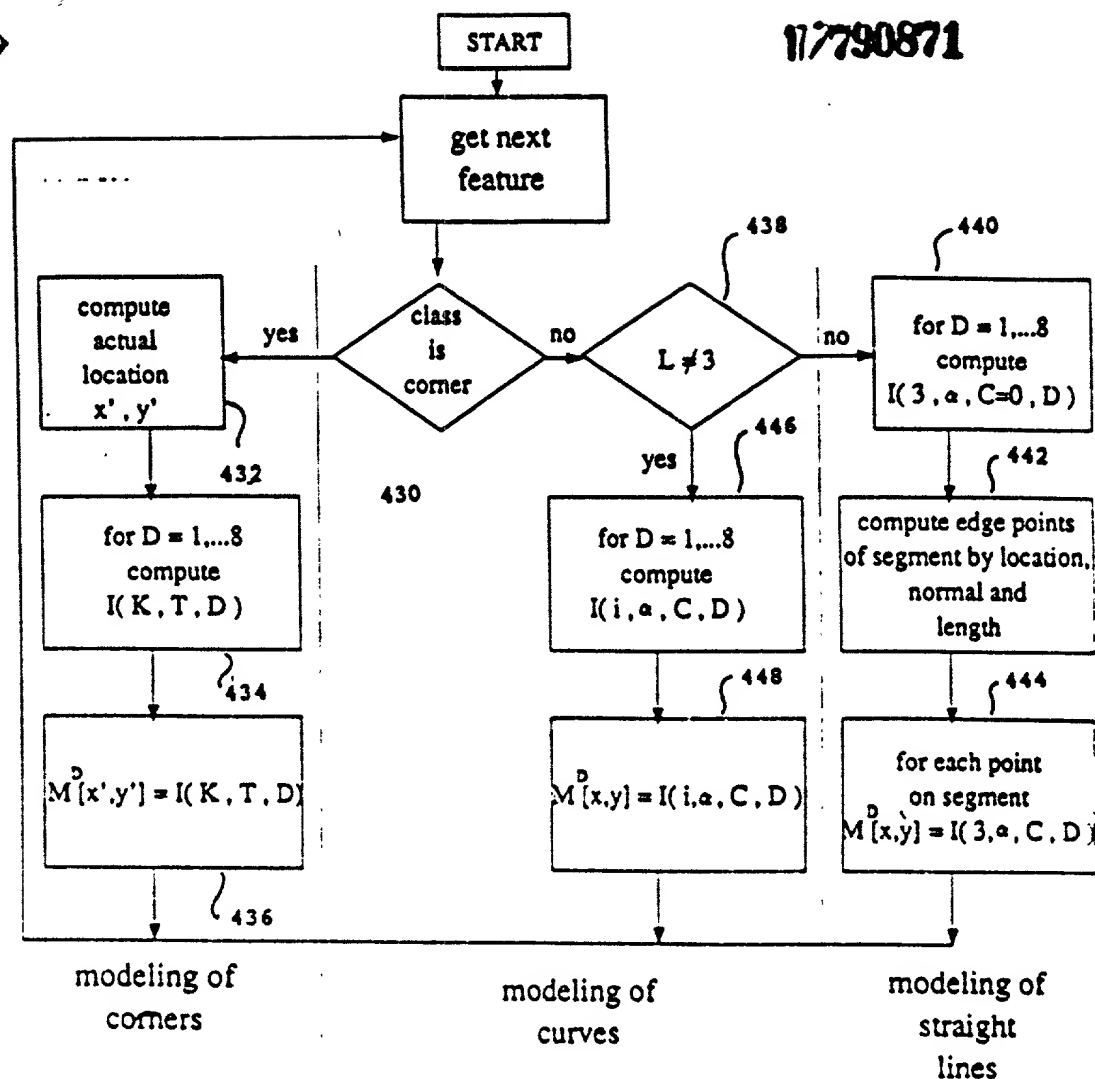 07/790871
START
get next
feature
438
440
compute
actual
location
x' , y'
yes
class
is
corner
no
L ≠ 3
no
for D = 1,...8
compute
I( 3 , α , C=0 , D )
432
430
yes
446
442
for D = 1,...8
compute
I( K , T , D )
for D = 1,...8
compute
I( i , α , C , D )
compute edge points
of segment by location,
normal and
length
434
448
444
M^D[x',y'] = I( K , T , D)
M^D[x,y] = I( i,α , C , D )
for each point
on segment
M^D[x,y] = I( 3,α , C , D )
436
modeling of
corners
modeling of
curves
modeling of
straight
lines